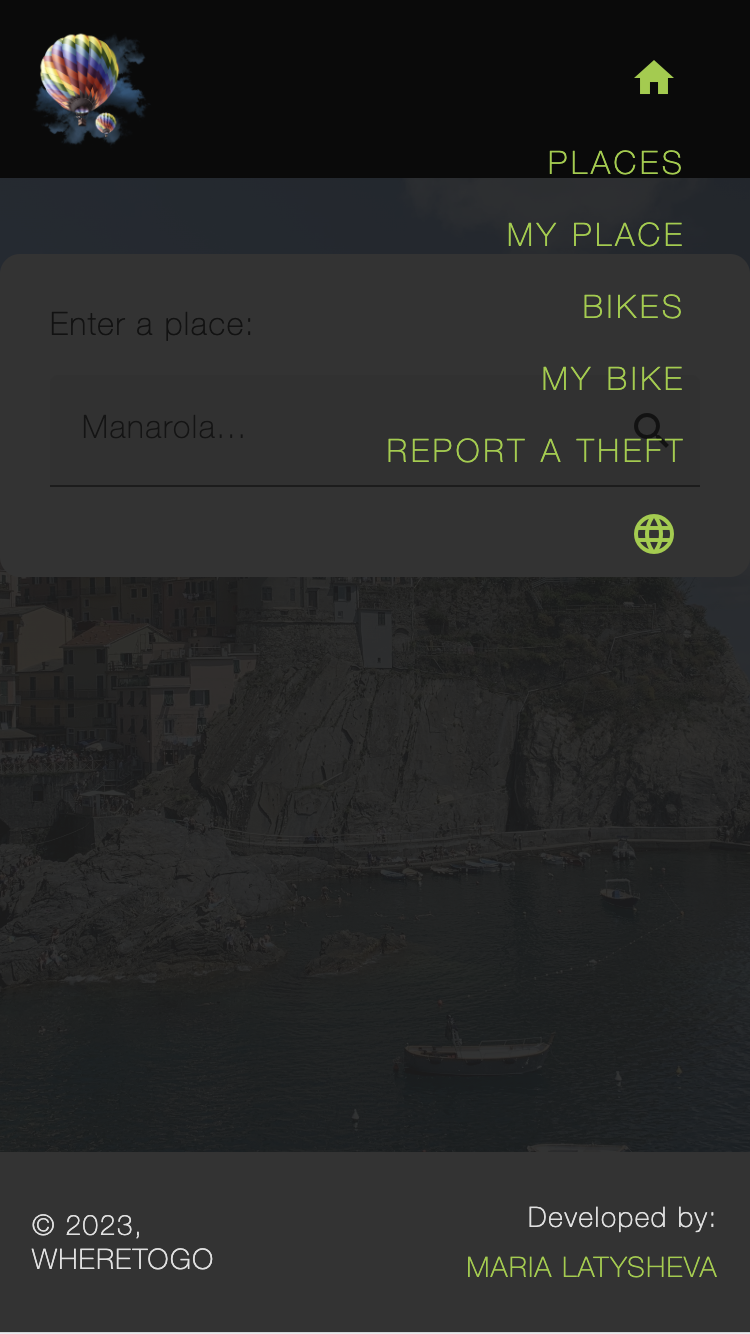 PLACES
MY PLACE
BIKES
MY BIKE
REPORT A THEFT
Enter a place:
Manarola...
© 2023,
WHERETOGO
Developed by:
MARIA LATYSHEVA